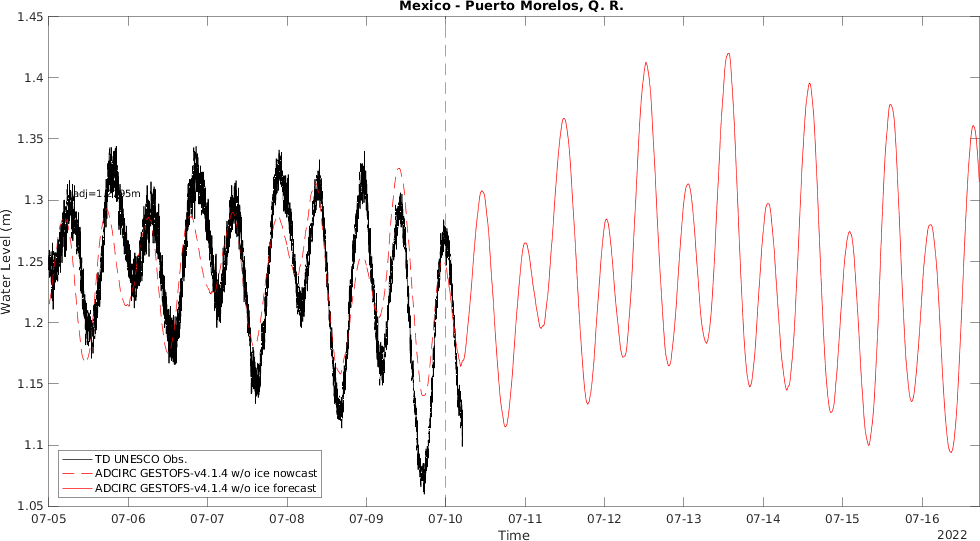 Mexico - Puerto Morelos, Q. R.
1.45
1.4
1.35
1.3
1.25
1.2
1.15
1.1
1.05
Water Level (m)
TD UNESCO Obs.
ADCIRC GESTOFS-v4.1.4 w/o ice nowcast
ADCIRC GESTOFS-v4.1.4 w/o ice forecast
07-05 07-06 07-07 07-08 07-09 07-10 07-11 07-12 07-13 07-14 07-15 07-16
Time
2022